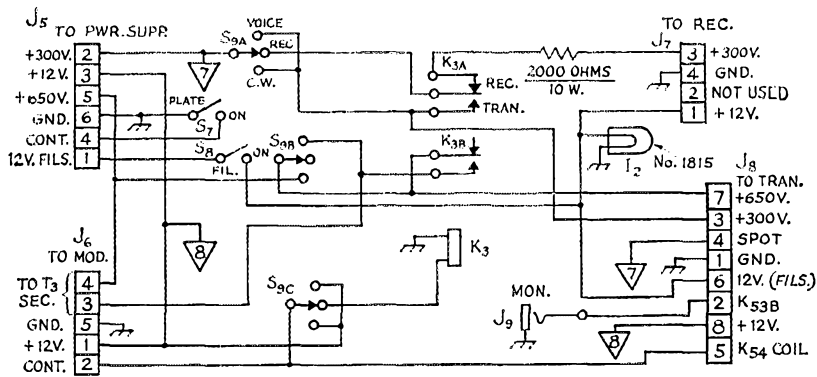 J5
TO PWR. SUPP.
+300V. 2
+12V. 3
+650V. 5
GND. 6
CONT. 4
12V. FILS. 1
7
PLATE
ON
S7
S8
ON
FIL.
S9A
VOICE
REC
C.W.
S9B
K3A
REC.
TRAN.
K3B
2000 OHMS
10 W.
TO REC.
J7
3 +300V.
4 GND.
2 NOT USED
1 +12V.
I2
No. 1815
J8
TO TRAN.
7 +650V.
3 +300V.
4 SPOT
1 GND.
6 12V. (FILS.)
2 K53B
8 +12V.
5 K54 COIL
7
8
MON.
J9
K3
S9C
8
J6
TO MOD.
TO T3 SEC. 4
3
GND. 5
+12V. 1
CONT. 2